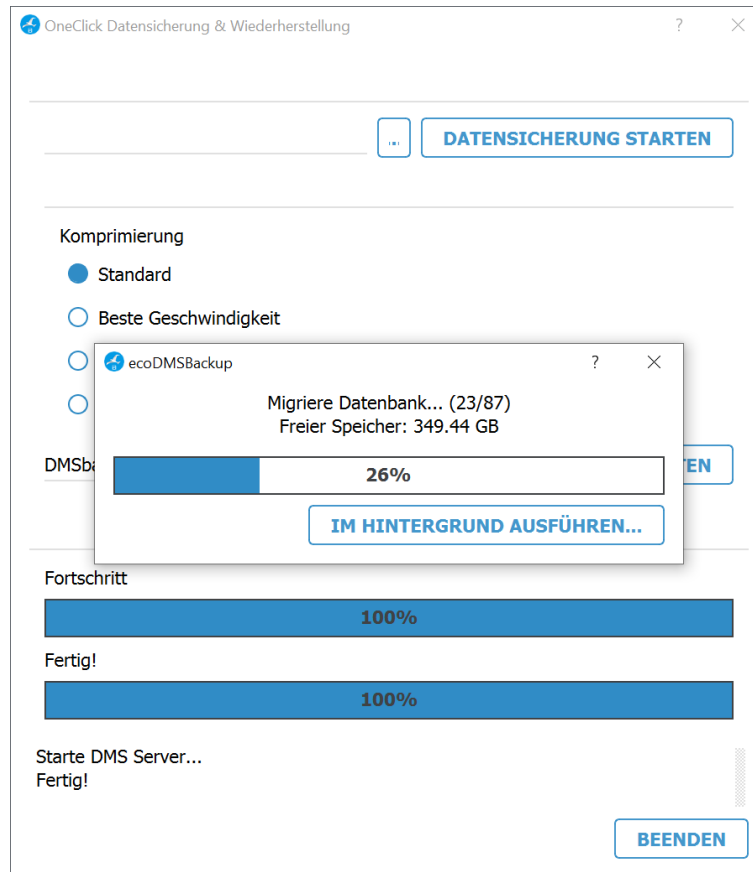 OneClick Datensicherung & Wiederherstellung
?
... DATENSICHERUNG STARTEN
Komprimierung
Standard
Beste Geschwindigkeit
ecoDMSBackup
?
Migriere Datenbank... (23/87)
Freier Speicher: 349.44 GB
26%
IM HINTERGRUND AUSFÜHREN...
Fortschritt
100%
Fertig!
100%
Starte DMS Server...
Fertig!
BEENDEN